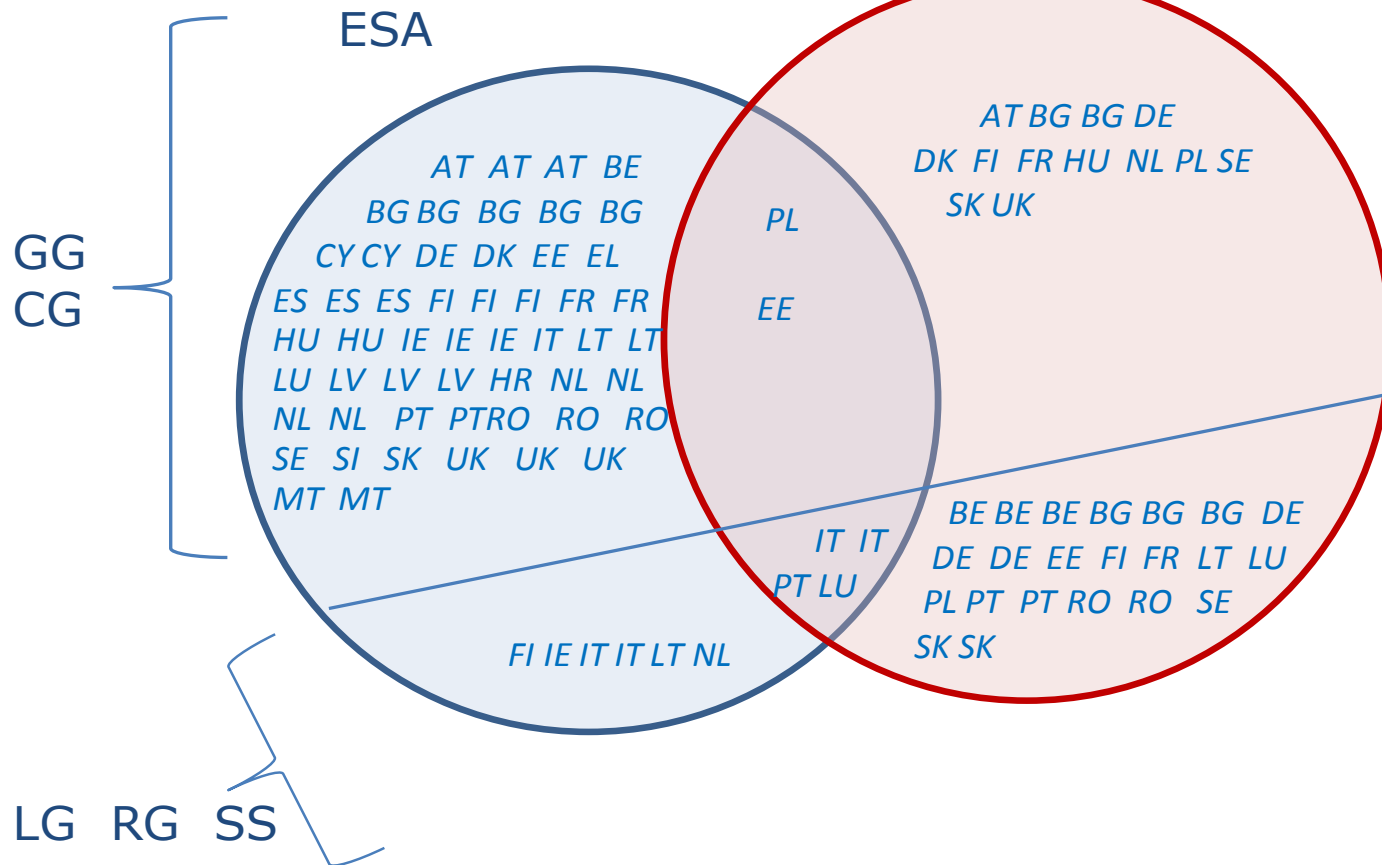 ESA
AT AT AT BE
BG BG BG BG BG
CY CY DE DK EE EL
ES ES ES FI FI FI FR FR
HU HU IE IE IE IT LT LT
LU LV LV LV HR NL NL
NL NL PT PTRO RO RO
SE SI SK UK UK UK
MT MT
PL
EE
AT BG BG DE
DK FI FR HU NL PL SE
SK UK
GG
CG
IT IT
PT LU
BE BE BE BG BG BG DE
DE DE EE FI FR LT LU
PL PT PT RO RO SE
SK SK
FI IE IT IT LT NL
LG RG SS